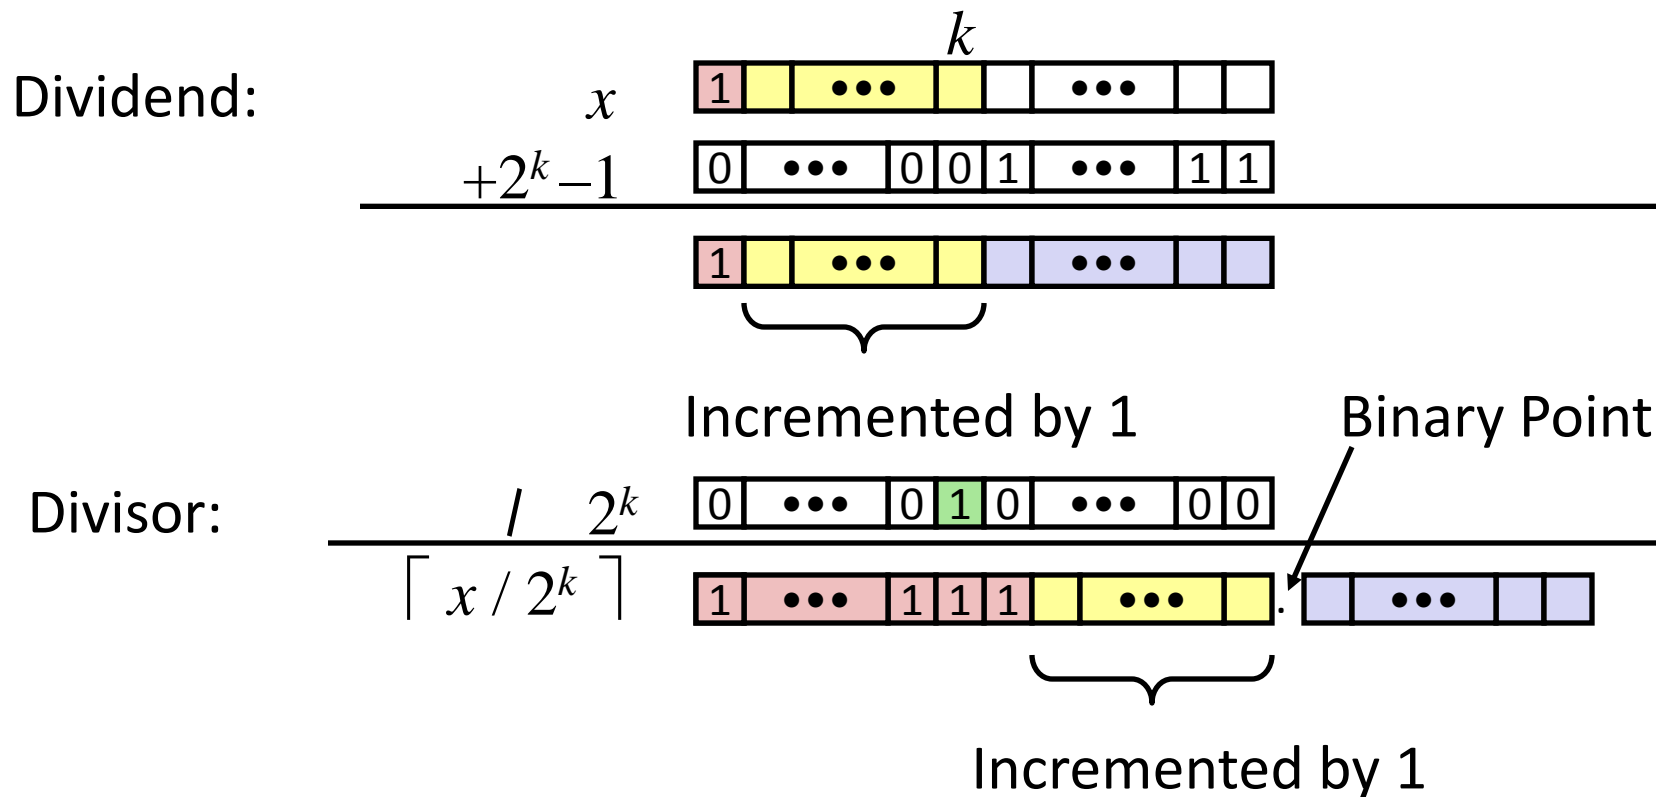 k
Dividend: x 1 ••• •••
+2^k –1 0 ••• 0 0 1 ••• 1 1
1 ••• •••
Incremented by 1 Binary Point
Divisor: / 2^k 0 ••• 0 1 0 ••• 0 0
⌈ x / 2^k ⌉ 1 ••• 1 1 1 ••• . •••
Incremented by 1